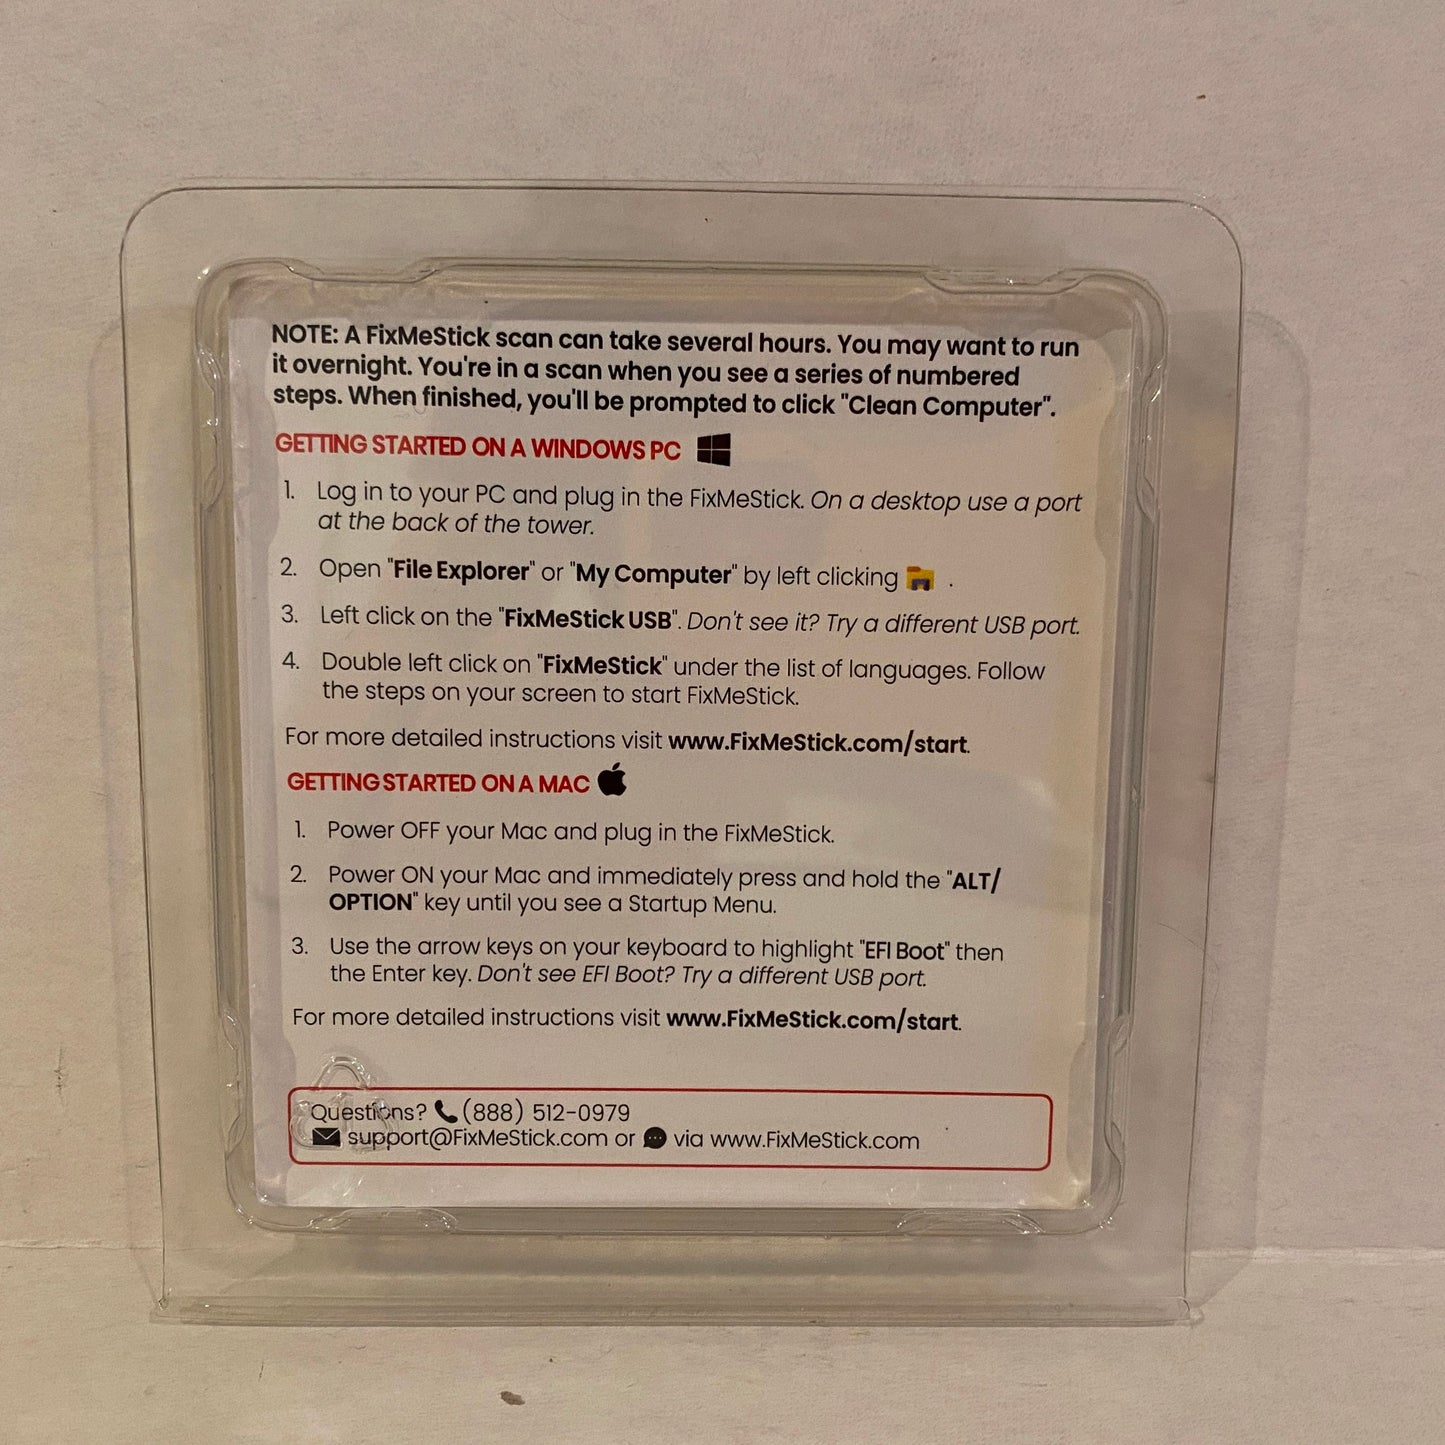 NOTE: A FixMeStick scan can take several hours. You may want to run
it overnight. You're in a scan when you see a series of numbered
steps. When finished, you'll be prompted to click "Clean Computer".
GETTING STARTED ON A WINDOWS PC
1. Log in to your PC and plug in the FixMeStick. On a desktop use a port
at the back of the tower.
2. Open "File Explorer" or "My Computer" by left clicking .
3. Left click on the "FixMeStick USB". Don't see it? Try a different USB port.
4. Double left click on "FixMeStick" under the list of languages. Follow
the steps on your screen to start FixMeStick.
For more detailed instructions visit www.FixMeStick.com/start.
GETTING STARTED ON A MAC
1. Power OFF your Mac and plug in the FixMeStick.
2. Power ON your Mac and immediately press and hold the "ALT/
OPTION" key until you see a Startup Menu.
3. Use the arrow keys on your keyboard to highlight "EFI Boot" then
the Enter key. Don't see EFI Boot? Try a different USB port.
For more detailed instructions visit www.FixMeStick.com/start.
Questions? (888) 512-0979
support@FixMeStick.com or via www.FixMeStick.com